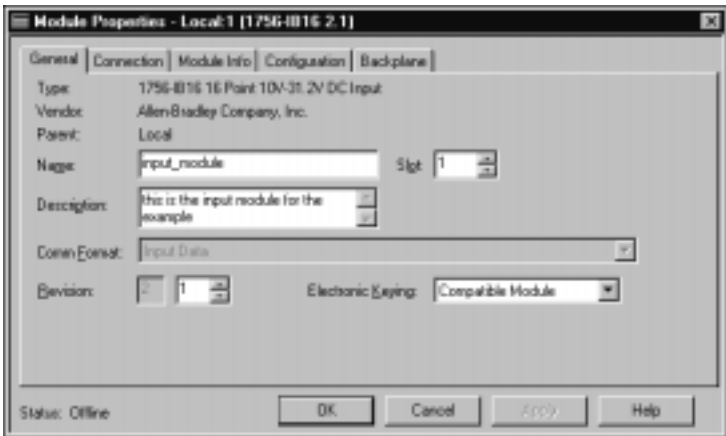 Module Properties - Local:1 (1756-IB16 2.1)
General Connection Module Info Configuration Backplane
Type: 1756-IB16 16 Point 10V-31.2V DC Input
Vendor: Allen-Bradley Company, Inc.
Parent: Local
Name: input_module Slot: 1
Description: this is the input module for the
example
Comm Format: Input Data
Revision: 2 1 Electronic Keying: Compatible Module
Status: Offline OK Cancel Apply Help